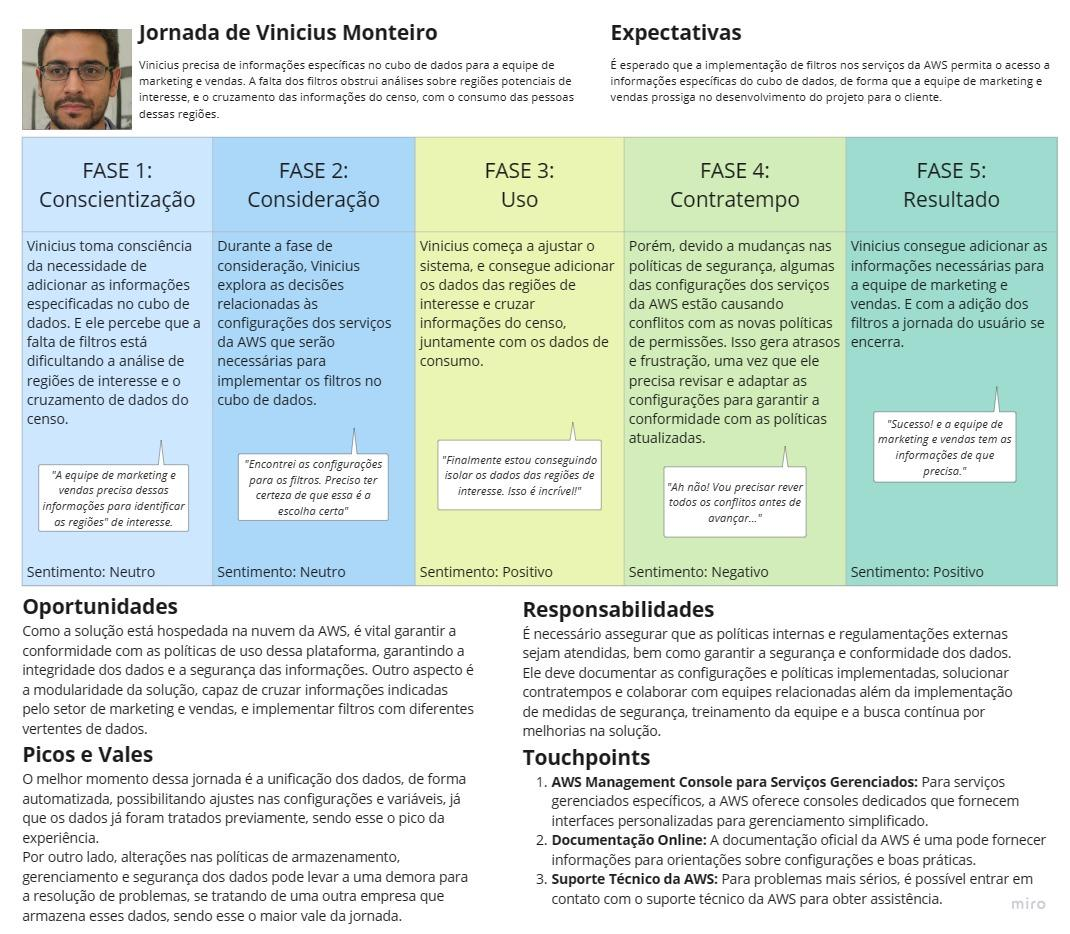 Jornada de Vinicius Monteiro
Vinicius precisa de informações específicas no cubo de dados para a equipe de
marketing e vendas. A falta dos filtros obstrui análises sobre regiões potenciais de
interesse, e o cruzamento das informações do censo, com o consumo das pessoas
dessas regiões.
Expectativas
É esperado que a implementação de filtros nos serviços da AWS permita o acesso a
informações específicas do cubo de dados, de forma que a equipe de marketing e
vendas prossiga no desenvolvimento do projeto para o cliente.
FASE 1:
Conscientização
Vinicius toma consciência
da necessidade de
adicionar as informações
especificadas no cubo de
dados. E ele percebe que a
falta de filtros está
dificultando a análise de
regiões de interesse e o
cruzamento de dados do
censo.
"A equipe de marketing e
vendas precisa dessas
informações para identificar
as regiões" de interesse.
Sentimento: Neutro
FASE 2:
Consideração
Durante a fase de
consideração, Vinicius
explora as decisões
relacionadas às
configurações dos serviços
da AWS que serão
necessárias para
implementar os filtros no
cubo de dados.
"Encontrei as configurações
para os filtros. Preciso ter
certeza de que essa é a
escolha certa"
Sentimento: Neutro
FASE 3:
Uso
Vinicius começa a ajustar o
sistema, e consegue adicionar
os dados das regiões de
interesse e cruzar
informações do censo,
juntamente com os dados de
consumo.
"Finalmente estou conseguindo
isolar os dados das regiões de
interesse. Isso é incrível!"
Sentimento: Positivo
FASE 4:
Contratempo
Porém, devido a mudanças nas
políticas de segurança, algumas
das configurações dos serviços
da AWS estão causando
conflitos com as novas políticas
de permissões. Isso gera atrasos
e frustração, uma vez que ele
precisa revisar e adaptar as
configurações para garantir a
conformidade com as políticas
atualizadas.
"Ah não! Vou precisar rever
todos os conflitos antes de
avançar..."
Sentimento: Negativo
FASE 5:
Resultado
Vinicius consegue adicionar as
informações necessárias para
a equipe de marketing e
vendas. E com a adição dos
filtros a jornada do usuário se
encerra.
"Sucesso! e a equipe de
marketing e vendas tem as
informações de que
precisa."
Sentimento: Positivo
Oportunidades
Como a solução está hospedada na nuvem da AWS, é vital garantir a
conformidade com as políticas de uso dessa plataforma, garantindo a
integridade dos dados e a segurança das informações. Outro aspecto é
a modularidade da solução, capaz de cruzar informações indicadas
pelo setor de marketing e vendas, e implementar filtros com diferentes
vertentes de dados.
Picos e Vales
O melhor momento dessa jornada é a unificação dos dados, de forma
automatizada, possibilitando ajustes nas configurações e variáveis, já
que os dados já foram tratados previamente, sendo esse o pico da
experiência.
Por outro lado, alterações nas políticas de armazenamento,
gerenciamento e segurança dos dados pode levar a uma demora para
a resolução de problemas, se tratando de uma outra empresa que
armazena esses dados, sendo esse o maior vale da jornada.
Responsabilidades
É necessário assegurar que as políticas internas e regulamentações externas
sejam atendidas, bem como garantir a segurança e conformidade dos dados.
Ele deve documentar as configurações e políticas implementadas, solucionar
contratempos e colaborar com equipes relacionadas além da implementação
de medidas de segurança, treinamento da equipe e a busca contínua por
melhorias na solução.
Touchpoints
1. AWS Management Console para Serviços Gerenciados: Para serviços
gerenciados específicos, a AWS oferece consoles dedicados que fornecem
interfaces personalizadas para gerenciamento simplificado.
2. Documentação Online: A documentação oficial da AWS é uma pode fornecer
informações para orientações sobre configurações e boas práticas.
3. Suporte Técnico da AWS: Para problemas mais sérios, é possível entrar em
contato com o suporte técnico da AWS para obter assistência.
miro